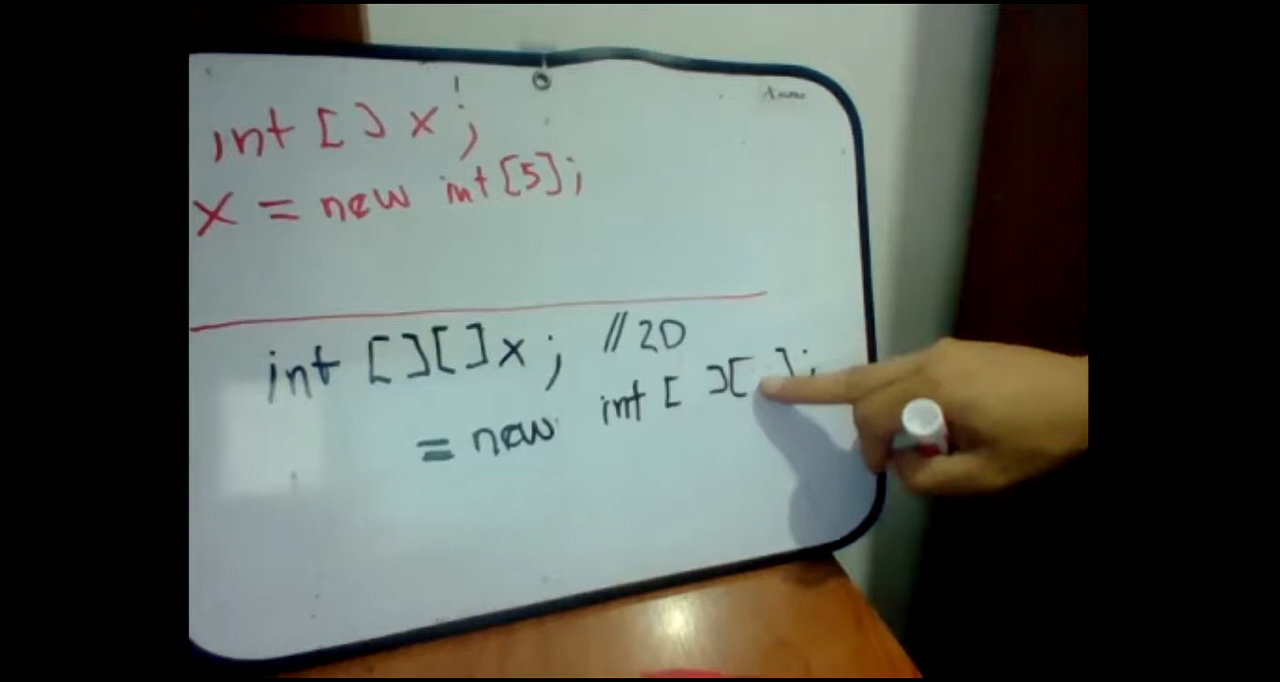 int [] x ;
x = new int [5];
int [][] x ; // 2D
= new int [ ][ ];